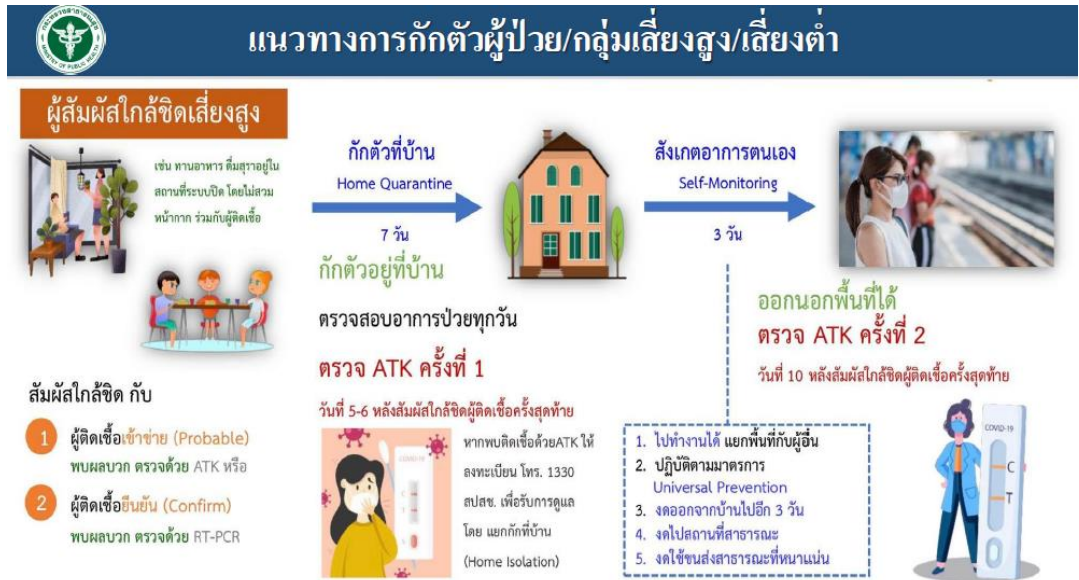 แนวทางการกักตัวผู้ป่วย/กลุ่มเสี่ยงสูง/เสี่ยงต่ำ
กระทรวงสาธารณสุข
MINISTRY OF PUBLIC HEALTH
ผู้สัมผัสใกล้ชิดเสี่ยงสูง
เช่น ทานอาหาร ดื่มสุราอยู่ใน
สถานที่ระบบปิด โดยไม่สวม
หน้ากาก ร่วมกับผู้ติดเชื้อ
สัมผัสใกล้ชิด กับ
1 ผู้ติดเชื้อเข้าข่าย (Probable)
พบผลบวก ตรวจด้วย ATK หรือ
2 ผู้ติดเชื้อยืนยัน (Confirm)
พบผลบวก ตรวจด้วย RT-PCR
กักตัวที่บ้าน
Home Quarantine
7 วัน
กักตัวอยู่ที่บ้าน
ตรวจสอบอาการป่วยทุกวัน
ตรวจ ATK ครั้งที่ 1
วันที่ 5-6 หลังสัมผัสใกล้ชิดผู้ติดเชื้อครั้งสุดท้าย
COVID-19
C
T
หากพบติดเชื้อด้วยATK ให้
ลงทะเบียน โทร. 1330
สปสช. เพื่อรับการดูแล
โดย แยกกักที่บ้าน
(Home Isolation)
สังเกตอาการตนเอง
Self-Monitoring
3 วัน
1. ไปทำงานได้ แยกพื้นที่กับผู้อื่น
2. ปฏิบัติตามมาตรการ
Universal Prevention
3. งดออกจากบ้านไปอีก 3 วัน
4. งดไปสถานที่สาธารณะ
5. งดใช้ขนส่งสาธารณะที่หนาแน่น
ออกนอกพื้นที่ได้
ตรวจ ATK ครั้งที่ 2
วันที่ 10 หลังสัมผัสใกล้ชิดผู้ติดเชื้อครั้งสุดท้าย
COVID-19
C
T